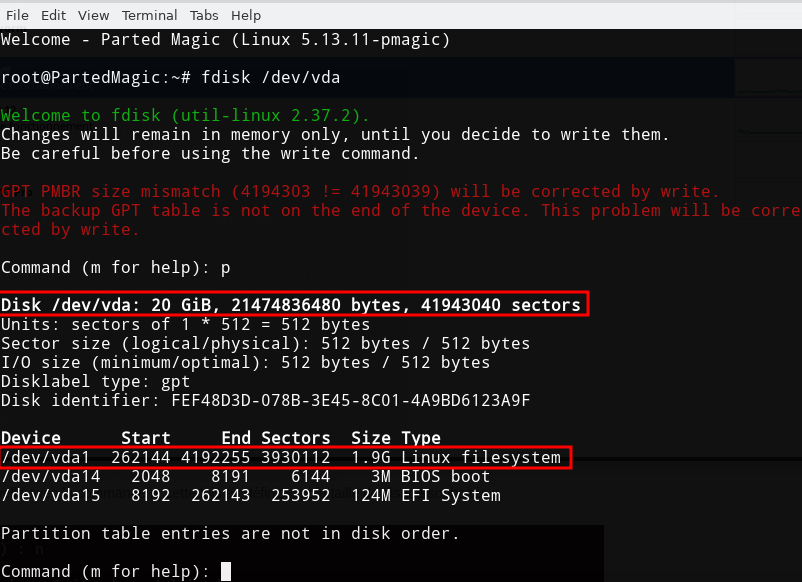 File Edit View Terminal Tabs Help
Welcome - Parted Magic (Linux 5.13.11-pmagic)
root@PartedMagic:~# fdisk /dev/vda
Welcome to fdisk (util-linux 2.37.2).
Changes will remain in memory only, until you decide to write them.
Be careful before using the write command.
GPT PMBR size mismatch (4194303 != 41943039) will be corrected by write.
The backup GPT table is not on the end of the device. This problem will be corre
cted by write.
Command (m for help): p
Disk /dev/vda: 20 GiB, 21474836480 bytes, 41943040 sectors
Units: sectors of 1 * 512 = 512 bytes
Sector size (logical/physical): 512 bytes / 512 bytes
I/O size (minimum/optimal): 512 bytes / 512 bytes
Disklabel type: gpt
Disk identifier: FEF48D3D-078B-3E45-8C01-4A9BD6123A9F
Device Start End Sectors Size Type
/dev/vda1 262144 4192255 3930112 1.9G Linux filesystem
/dev/vda14 2048 8191 6144 3M BIOS boot
/dev/vda15 8192 262143 253952 124M EFI System
Partition table entries are not in disk order.
Command (m for help):